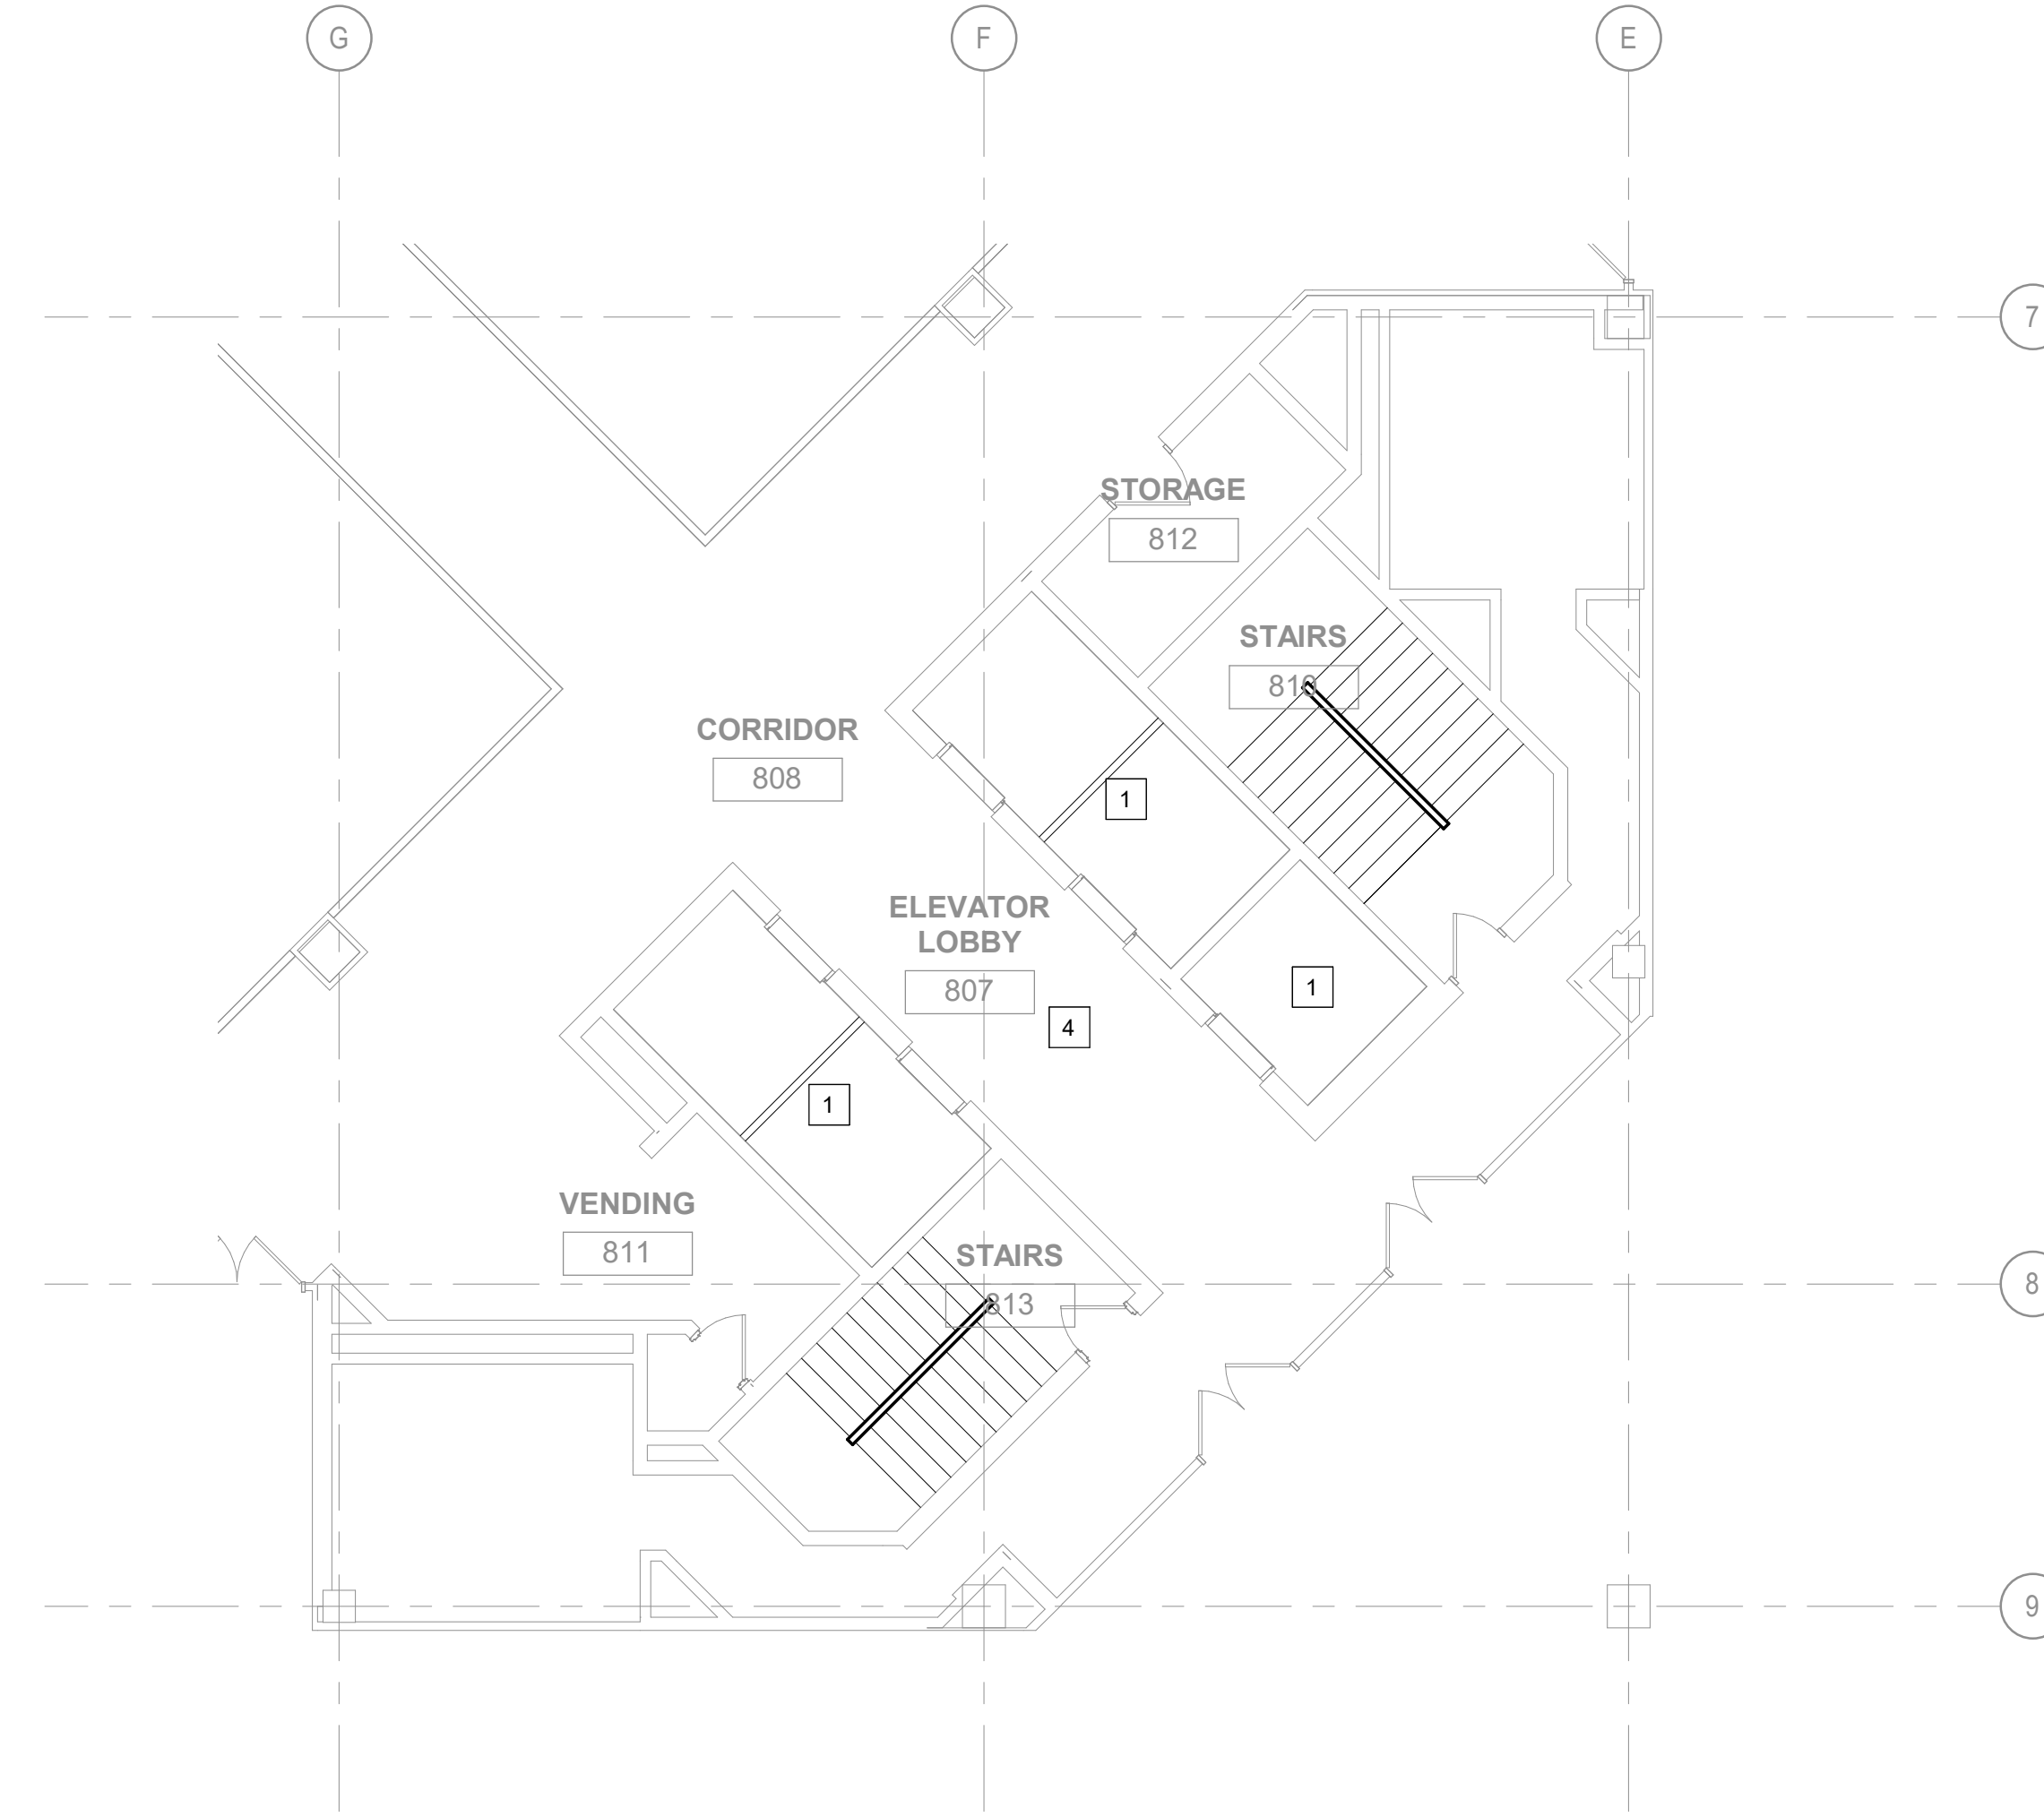 G
F
E
7
STORAGE
812
STAIRS
810
CORRIDOR
808
1
ELEVATOR
LOBBY
807
1
4
1
VENDING
811
STAIRS
813
8
9